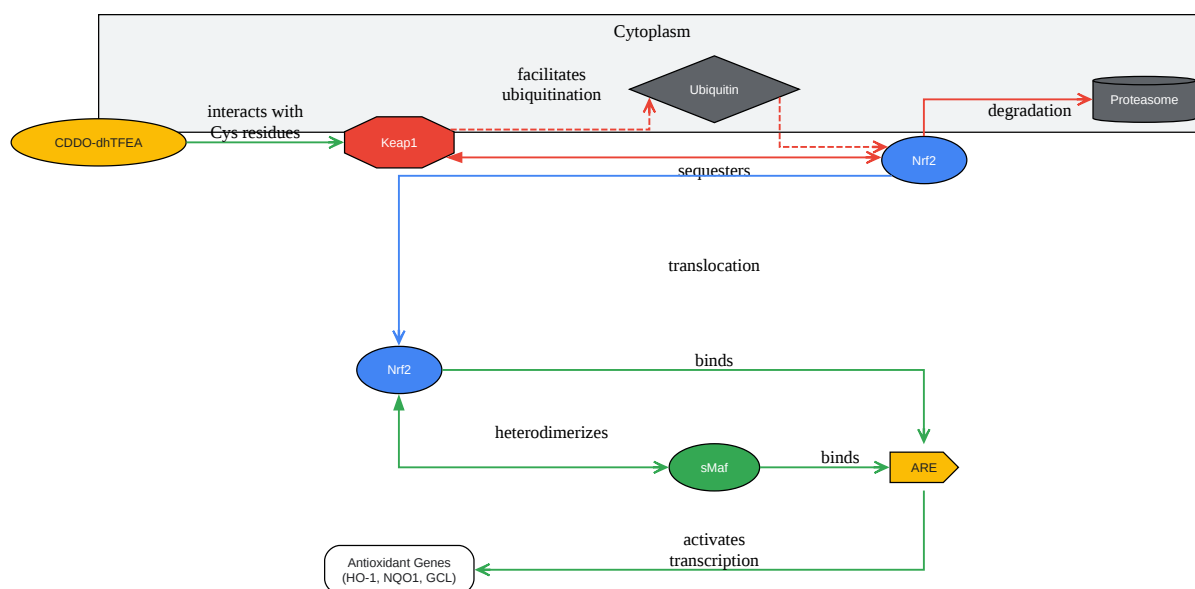 Cytoplasm
facilitates
ubiquitination
Ubiquitin
Proteasome
degradation
interacts with
Cys residues
CDDO-dhTFEA
Keap1
Nrf2
sequesters
translocation
Nrf2
binds
heterodimerizes
sMaf
binds
ARE
activates
transcription
Antioxidant Genes
(HO-1, NQO1, GCL)